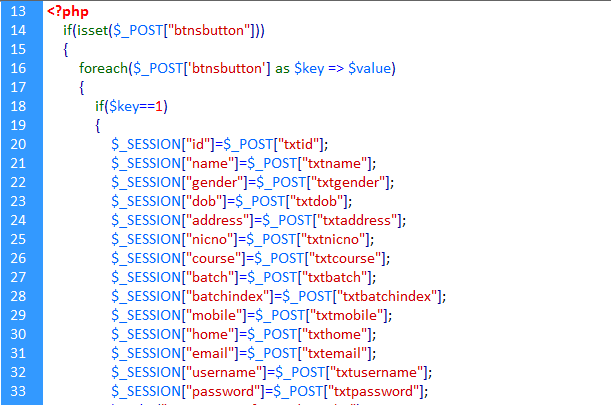 13 <?php
14 if(isset($_POST["btnsbutton"]))
15 {
16 foreach($_POST['btnsbutton'] as $key => $value)
17 {
18 if($key==1)
19 {
20 $_SESSION["id"]=$_POST["txtid"];
21 $_SESSION["name"]=$_POST["txtname"];
22 $_SESSION["gender"]=$_POST["txtgender"];
23 $_SESSION["dob"]=$_POST["txtdob"];
24 $_SESSION["address"]=$_POST["txtaddress"];
25 $_SESSION["nicno"]=$_POST["txtnicno"];
26 $_SESSION["course"]=$_POST["txtcourse"];
27 $_SESSION["batch"]=$_POST["txtbatch"];
28 $_SESSION["batchindex"]=$_POST["txtbatchindex"];
29 $_SESSION["mobile"]=$_POST["txtmobile"];
30 $_SESSION["home"]=$_POST["txthome"];
31 $_SESSION["email"]=$_POST["txtemail"];
32 $_SESSION["username"]=$_POST["txtusername"];
33 $_SESSION["password"]=$_POST["txtpassword"];